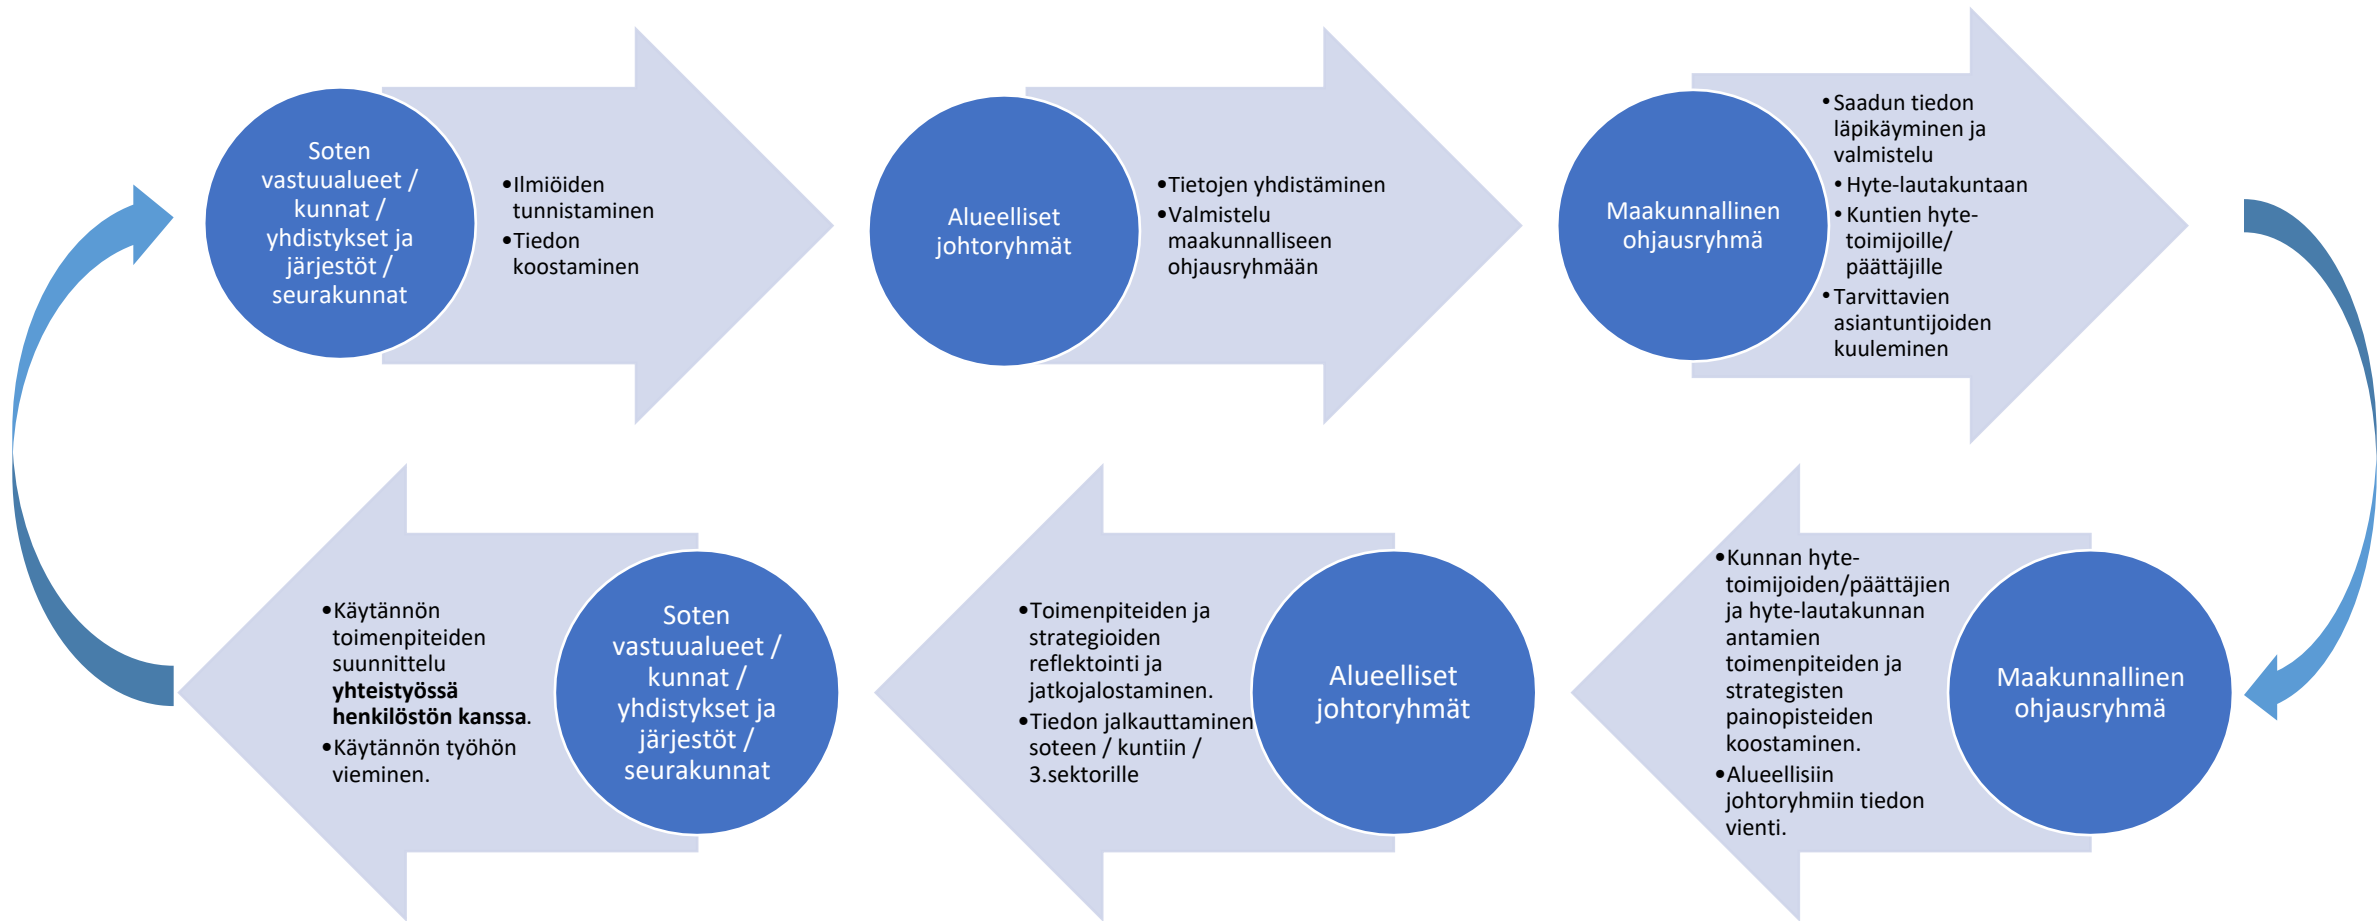 Soten
vastuualueet /
kunnat /
yhdistykset ja
järjestöt /
seurakunnat
•Ilmiöiden
tunnistaminen
•Tiedon
koostaminen
Alueelliset
johtoryhmät
•Tietojen yhdistäminen
•Valmistelu
maakunnalliseen
ohjausryhmään
Maakunnallinen
ohjausryhmä
•Saadun tiedon
läpikäyminen ja
valmistelu
•Hyte-lautakuntaan
•Kuntien hyte-
toimijoille/
päättäjille
•Tarvittavien
asiantuntijoiden
kuuleminen
•Käytännön
toimenpiteiden
suunnittelu
yhteistyössä
henkilöstön kanssa.
•Käytännön työhön
vieminen.
Soten
vastuualueet /
kunnat /
yhdistykset ja
järjestöt /
seurakunnat
•Toimenpiteiden ja
strategioiden
reflektointi ja
jatkojalostaminen.
•Tiedon jalkauttaminen
soteen / kuntiin /
3.sektorille
Alueelliset
johtoryhmät
•Kunnan hyte-
toimijoiden/päättäjien
ja hyte-lautakunnan
antamien
toimenpiteiden ja
strategisten
painopisteiden
koostaminen.
•Alueellisiin
johtoryhmiin tiedon
vienti.
Maakunnallinen
ohjausryhmä